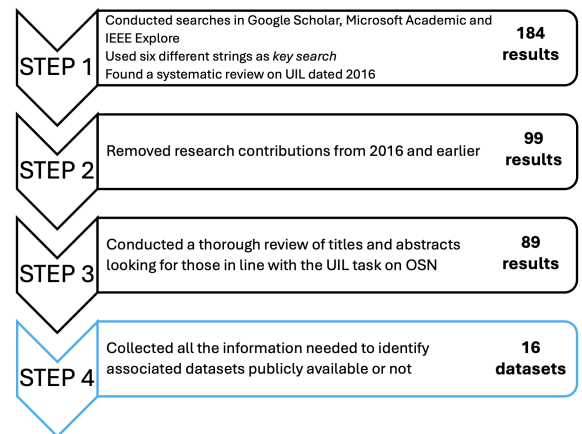 STEP 1
Conducted searches in Google Scholar, Microsoft Academic and
IEEE Explore
Used six different strings as key search
Found a systematic review on UIL dated 2016
184
results
STEP 2
Removed research contributions from 2016 and earlier
99
results
STEP 3
Conducted a thorough review of titles and abstracts
looking for those in line with the UIL task on OSN
89
results
STEP 4
Collected all the information needed to identify
associated datasets publicly available or not
16
datasets